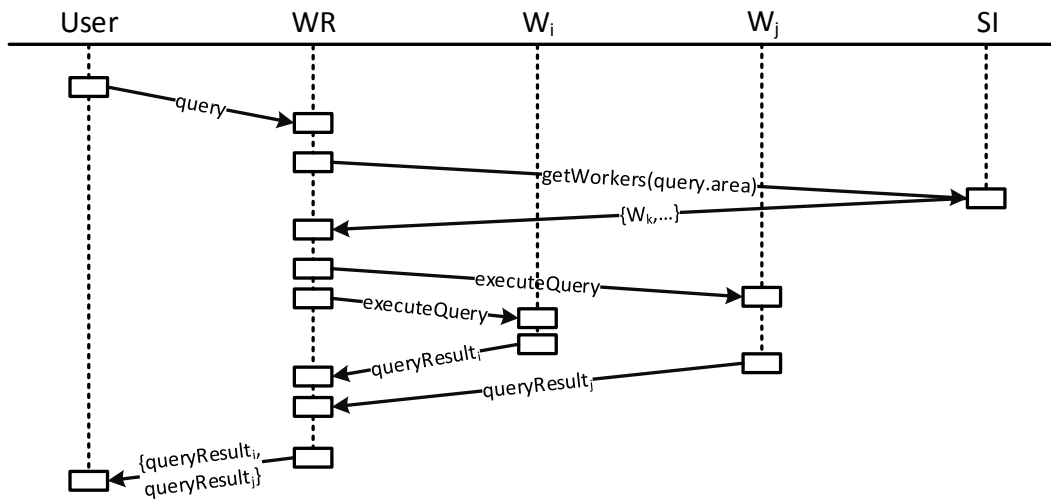 User WR Wᵢ Wⱼ SI
query
getWorkers(query.area)
{Wₖ,...}
executeQuery
executeQuery
queryResultᵢ
queryResultⱼ
{queryResultᵢ,
queryResultⱼ}